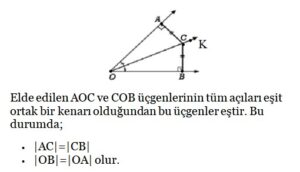 A
C
K
O
B
Elde edilen AOC ve COB üçgenlerinin tüm açıları eşit
ortak bir kenarı olduğundan bu üçgenler eştir. Bu
durumda;
• |AC|=|CB|
• |OB|=|OA| olur.